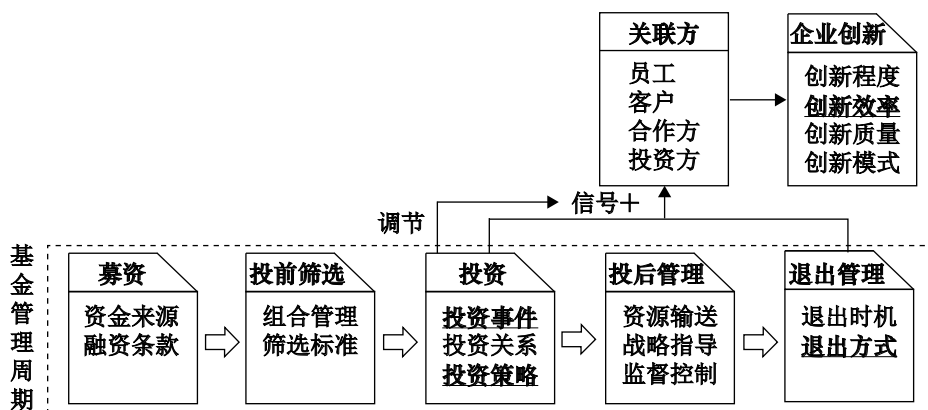 关联方
员工
客户
合作方
投资方
企业创新
创新程度
创新效率
创新质量
创新模式
调节
信号＋
基金管理周期
募资
资金来源
融资条款
投前筛选
组合管理
筛选标准
投资
投资事件
投资关系
投资策略
投后管理
资源输送
战略指导
监督控制
退出管理
退出时机
退出方式